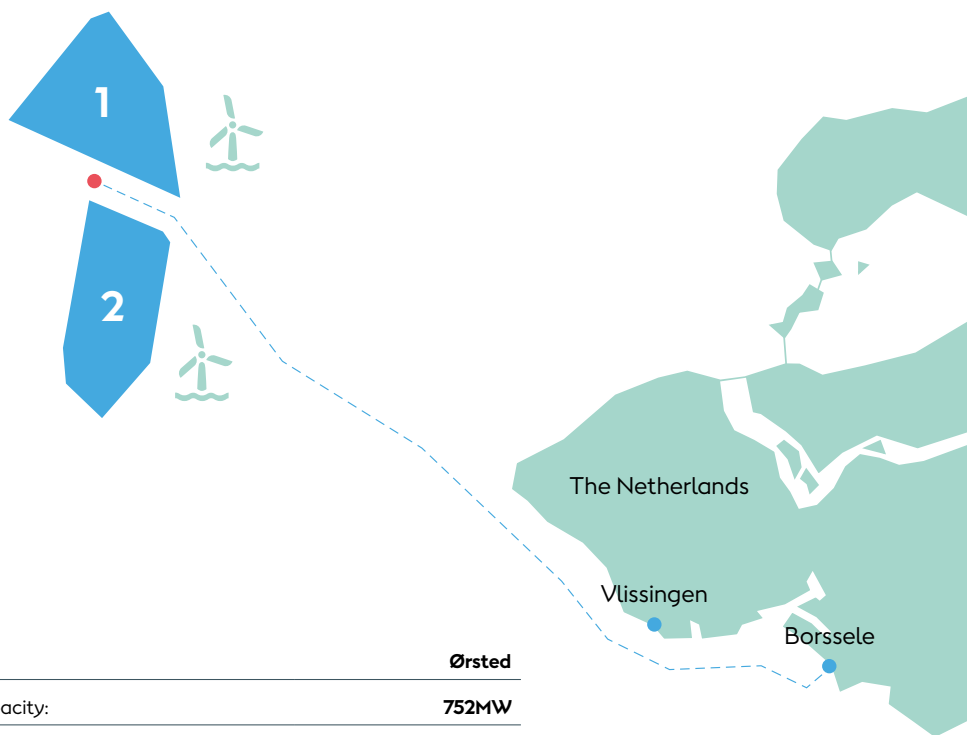 1
2
The Netherlands
Vlissingen
Borssele
Ørsted
acity: 752MW